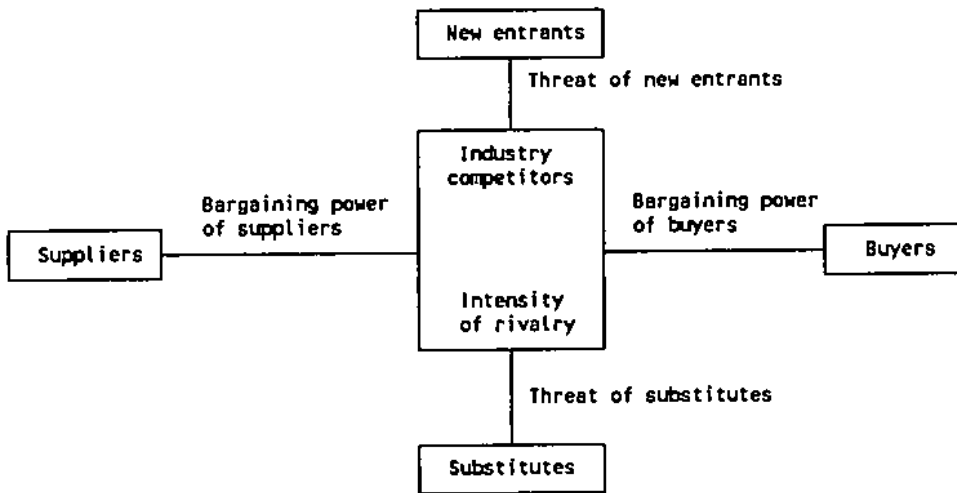 New entrants
Threat of new entrants
Industry
competitors
Bargaining power
of suppliers
Bargaining power
of buyers
Suppliers
Buyers
Intensity
of rivalry
Threat of substitutes
Substitutes